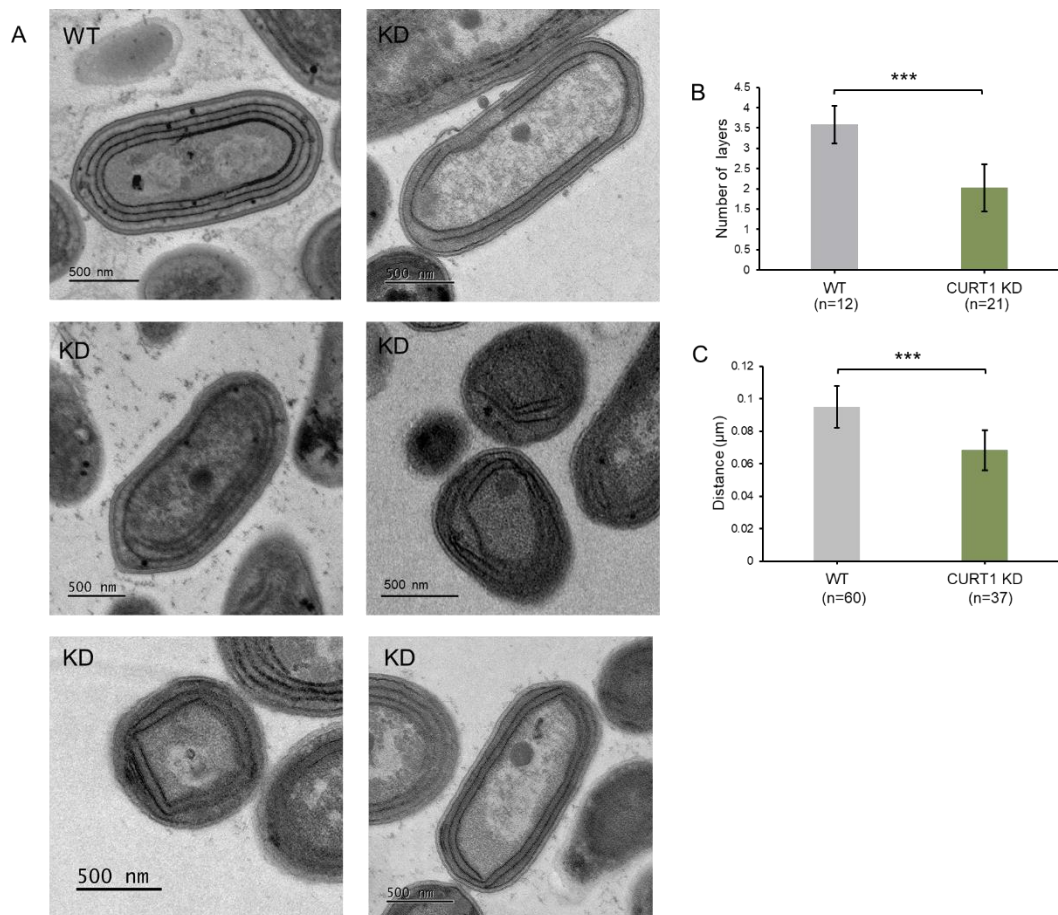 A
WT
500 nm
KD
500 nm
KD
500 nm
KD
500 nm
KD
500 nm
KD
500 nm
B
***
4.5
4
3.5
3
2.5
2
1.5
1
0.5
0
Number of layers
WT
(n=12)
CURT1 KD
(n=21)
C
***
0.12
0.1
0.08
0.06
0.04
0.02
0
Distance (µm)
WT
(n=60)
CURT1 KD
(n=37)